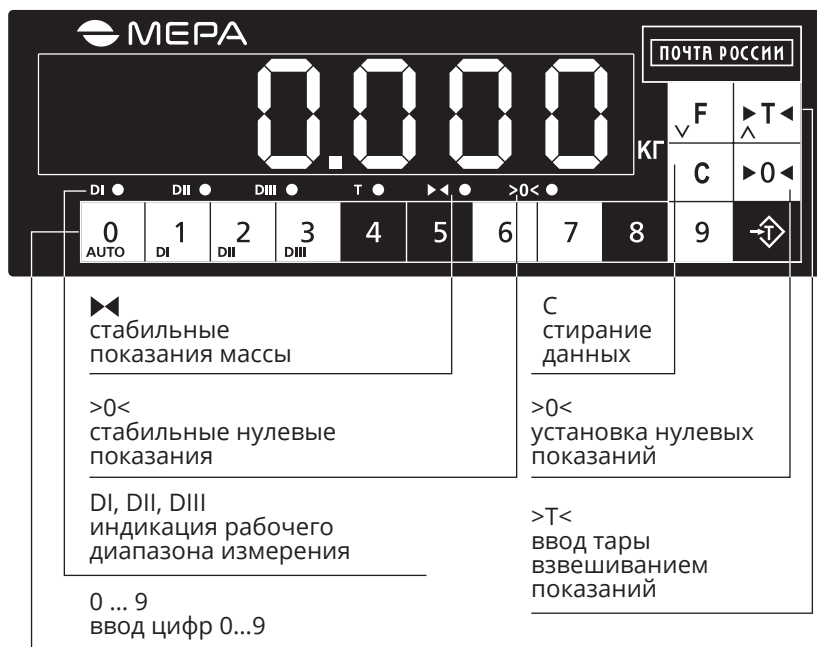 МЕРА
ПОЧТА РОССИИ
0.000
КГ
F
▶T◀
C
▶0◀
DI DII DIII T ▶◀ >0<
0 1 2 3 4 5 6 7 8 9 T
AUTO DI DII DIII
▶◀
стабильные
показания массы
>0<
стабильные нулевые
показания
DI, DII, DIII
индикация рабочего
диапазона измерения
0 ... 9
ввод цифр 0...9
C
стирание
данных
>0<
установка нулевых
показаний
>T<
ввод тары
взвешиванием
показаний